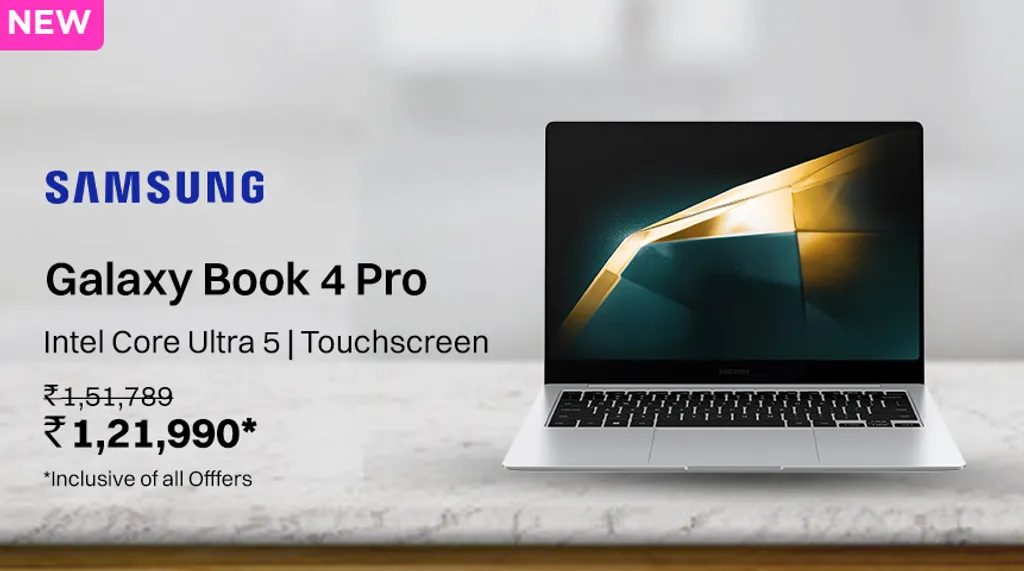 NEW
SAMSUNG
Galaxy Book 4 Pro
Intel Core Ultra 5 | Touchscreen
₹1,51,789
₹1,21,990*
*Inclusive of all Offfers
SAMSUNG